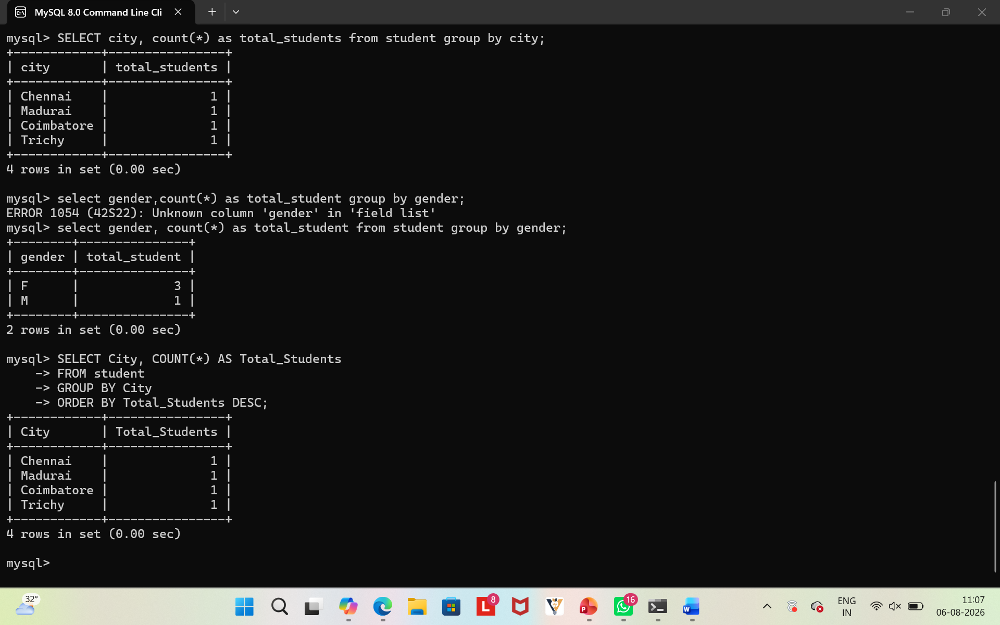 MySQL 8.0 Command Line Cli
mysql> SELECT city, count(*) as total_students from student group by city;
+------------+----------------+
| city       | total_students |
+------------+----------------+
| Chennai    |              1 |
| Madurai    |              1 |
| Coimbatore |              1 |
| Trichy     |              1 |
+------------+----------------+
4 rows in set (0.00 sec)
mysql> select gender,count(*) as total_student group by gender;
ERROR 1054 (42S22): Unknown column 'gender' in 'field list'
mysql> select gender, count(*) as total_student from student group by gender;
+--------+---------------+
| gender | total_student |
+--------+---------------+
| F      |             3 |
| M      |             1 |
+--------+---------------+
2 rows in set (0.00 sec)
mysql> SELECT City, COUNT(*) AS Total_Students
    -> FROM student
    -> GROUP BY City
    -> ORDER BY Total_Students DESC;
+------------+----------------+
| City       | Total_Students |
+------------+----------------+
| Chennai    |              1 |
| Madurai    |              1 |
| Coimbatore |              1 |
| Trichy     |              1 |
+------------+----------------+
4 rows in set (0.00 sec)
mysql>
32°
L 8
P
16
W
ENG
IN
11:07
06-08-2026